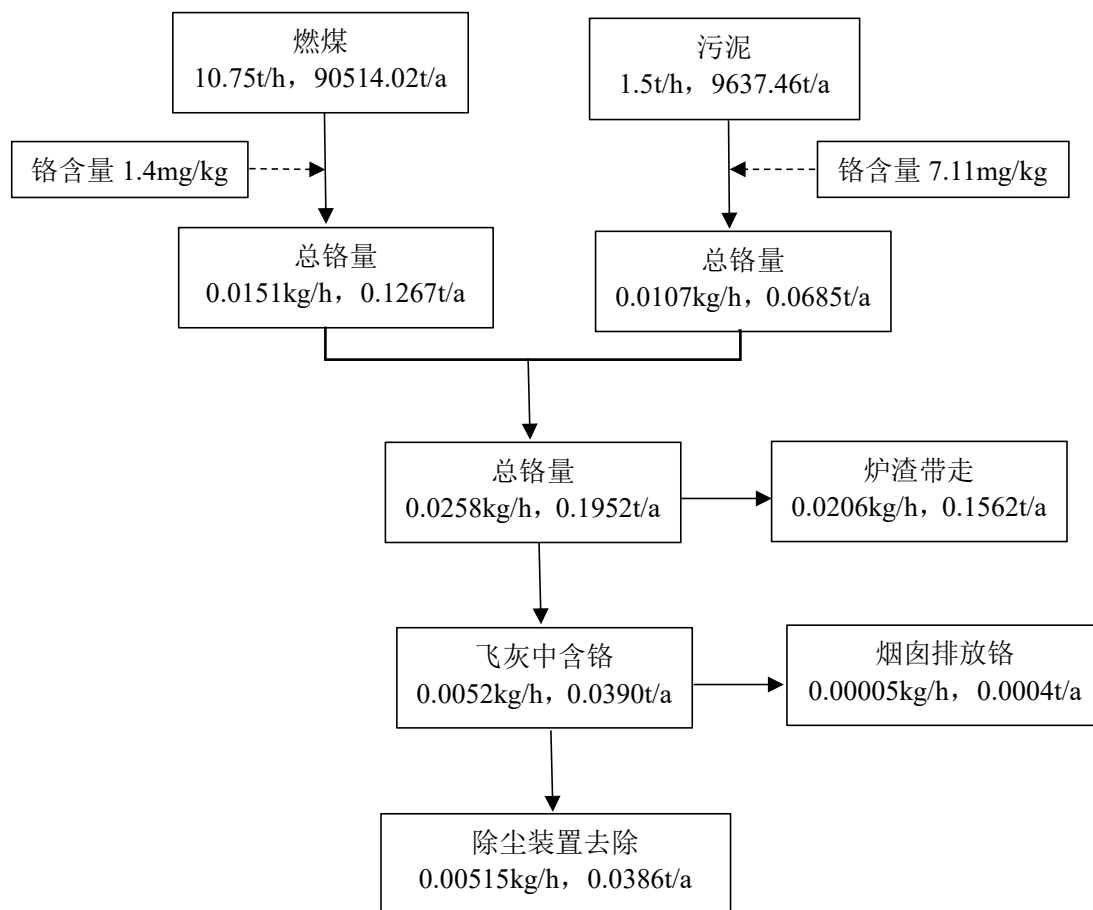 燃煤
10.75t/h，90514.02t/a
污泥
1.5t/h，9637.46t/a
铬含量 1.4mg/kg
铬含量 7.11mg/kg
总铬量
0.0151kg/h，0.1267t/a
总铬量
0.0107kg/h，0.0685t/a
总铬量
0.0258kg/h，0.1952t/a
炉渣带走
0.0206kg/h，0.1562t/a
飞灰中含铬
0.0052kg/h，0.0390t/a
烟囱排放铬
0.00005kg/h，0.0004t/a
除尘装置去除
0.00515kg/h，0.0386t/a